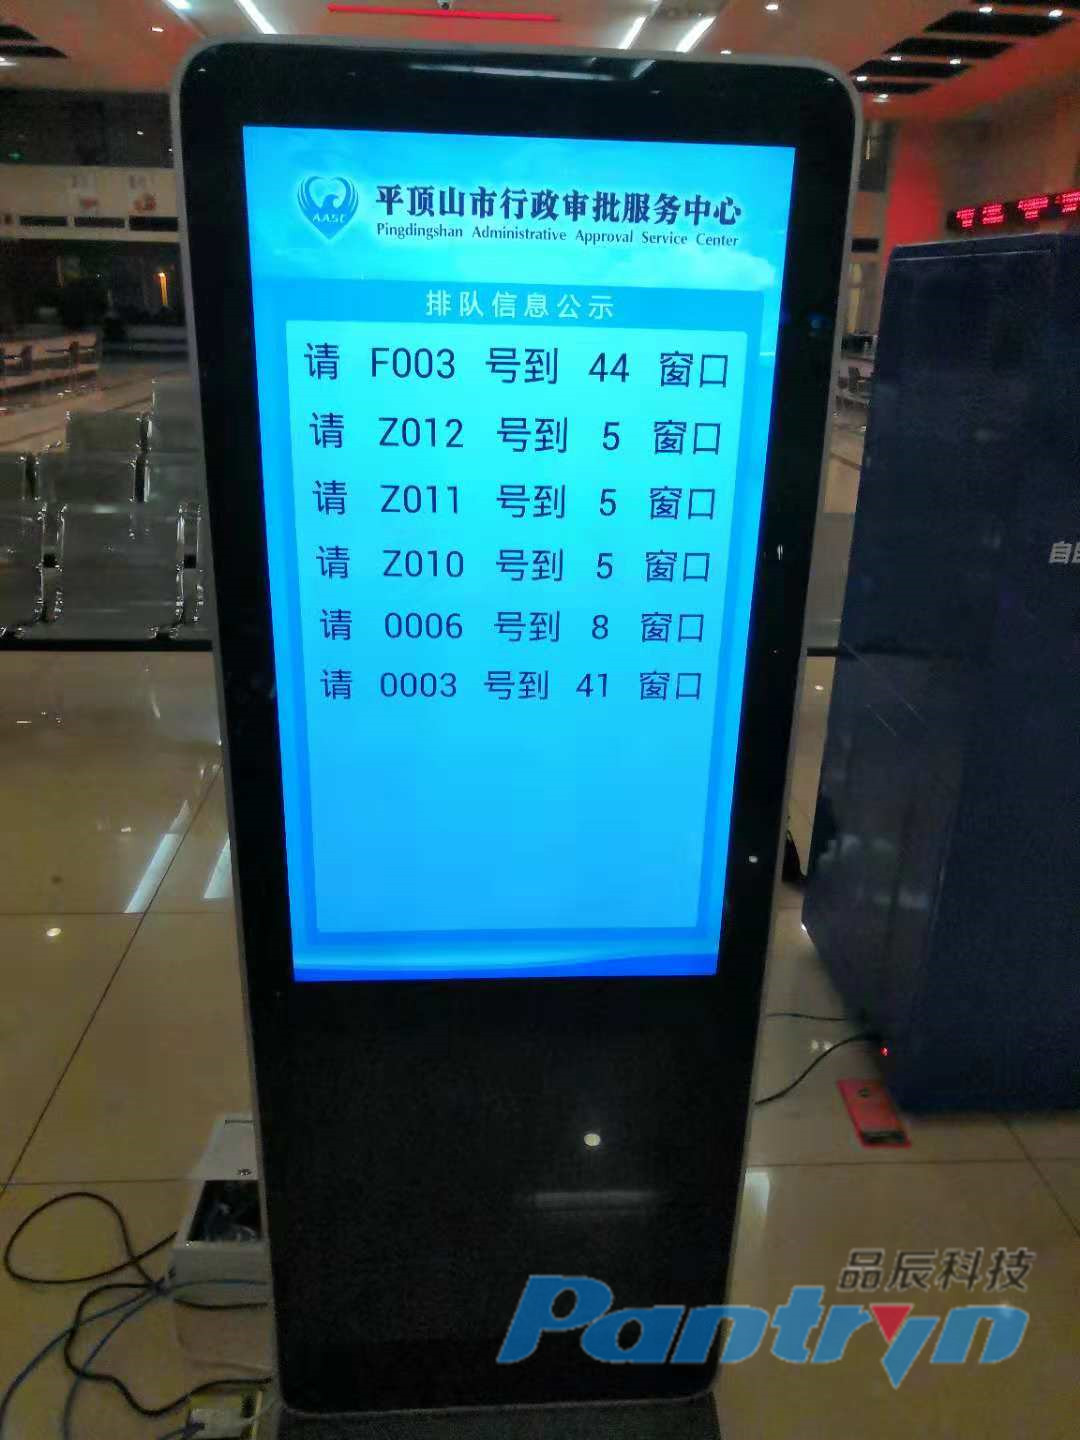 AASC
平顶山市行政审批服务中心
Pingdingshan Administrative Approval Service Center
排队信息公示
请 F003 号到 44 窗口
请 Z012 号到 5 窗口
请 Z011 号到 5 窗口
请 Z010 号到 5 窗口
请 0006 号到 8 窗口
请 0003 号到 41 窗口
自
品辰科技
Pantryn